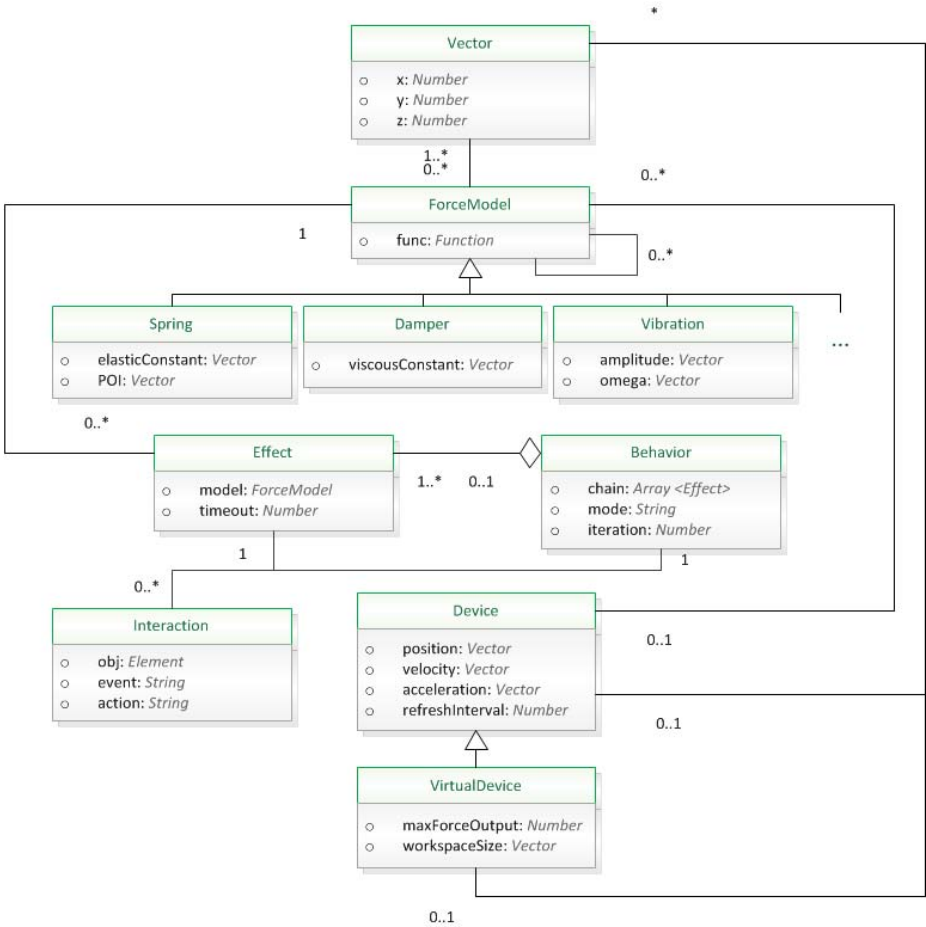 *
Vector
x: Number
y: Number
z: Number
1..*
0..*
0..*
ForceModel
func: Function
1
0..*
Spring
elasticConstant: Vector
POI: Vector
Damper
viscousConstant: Vector
Vibration
amplitude: Vector
omega: Vector
...
0..*
Effect
model: ForceModel
timeout: Number
1..*
0..1
Behavior
chain: Array <Effect>
mode: String
iteration: Number
1
1
0..*
Interaction
obj: Element
event: String
action: String
Device
position: Vector
velocity: Vector
acceleration: Vector
refreshInterval: Number
0..1
0..1
VirtualDevice
maxForceOutput: Number
workspaceSize: Vector
0..1